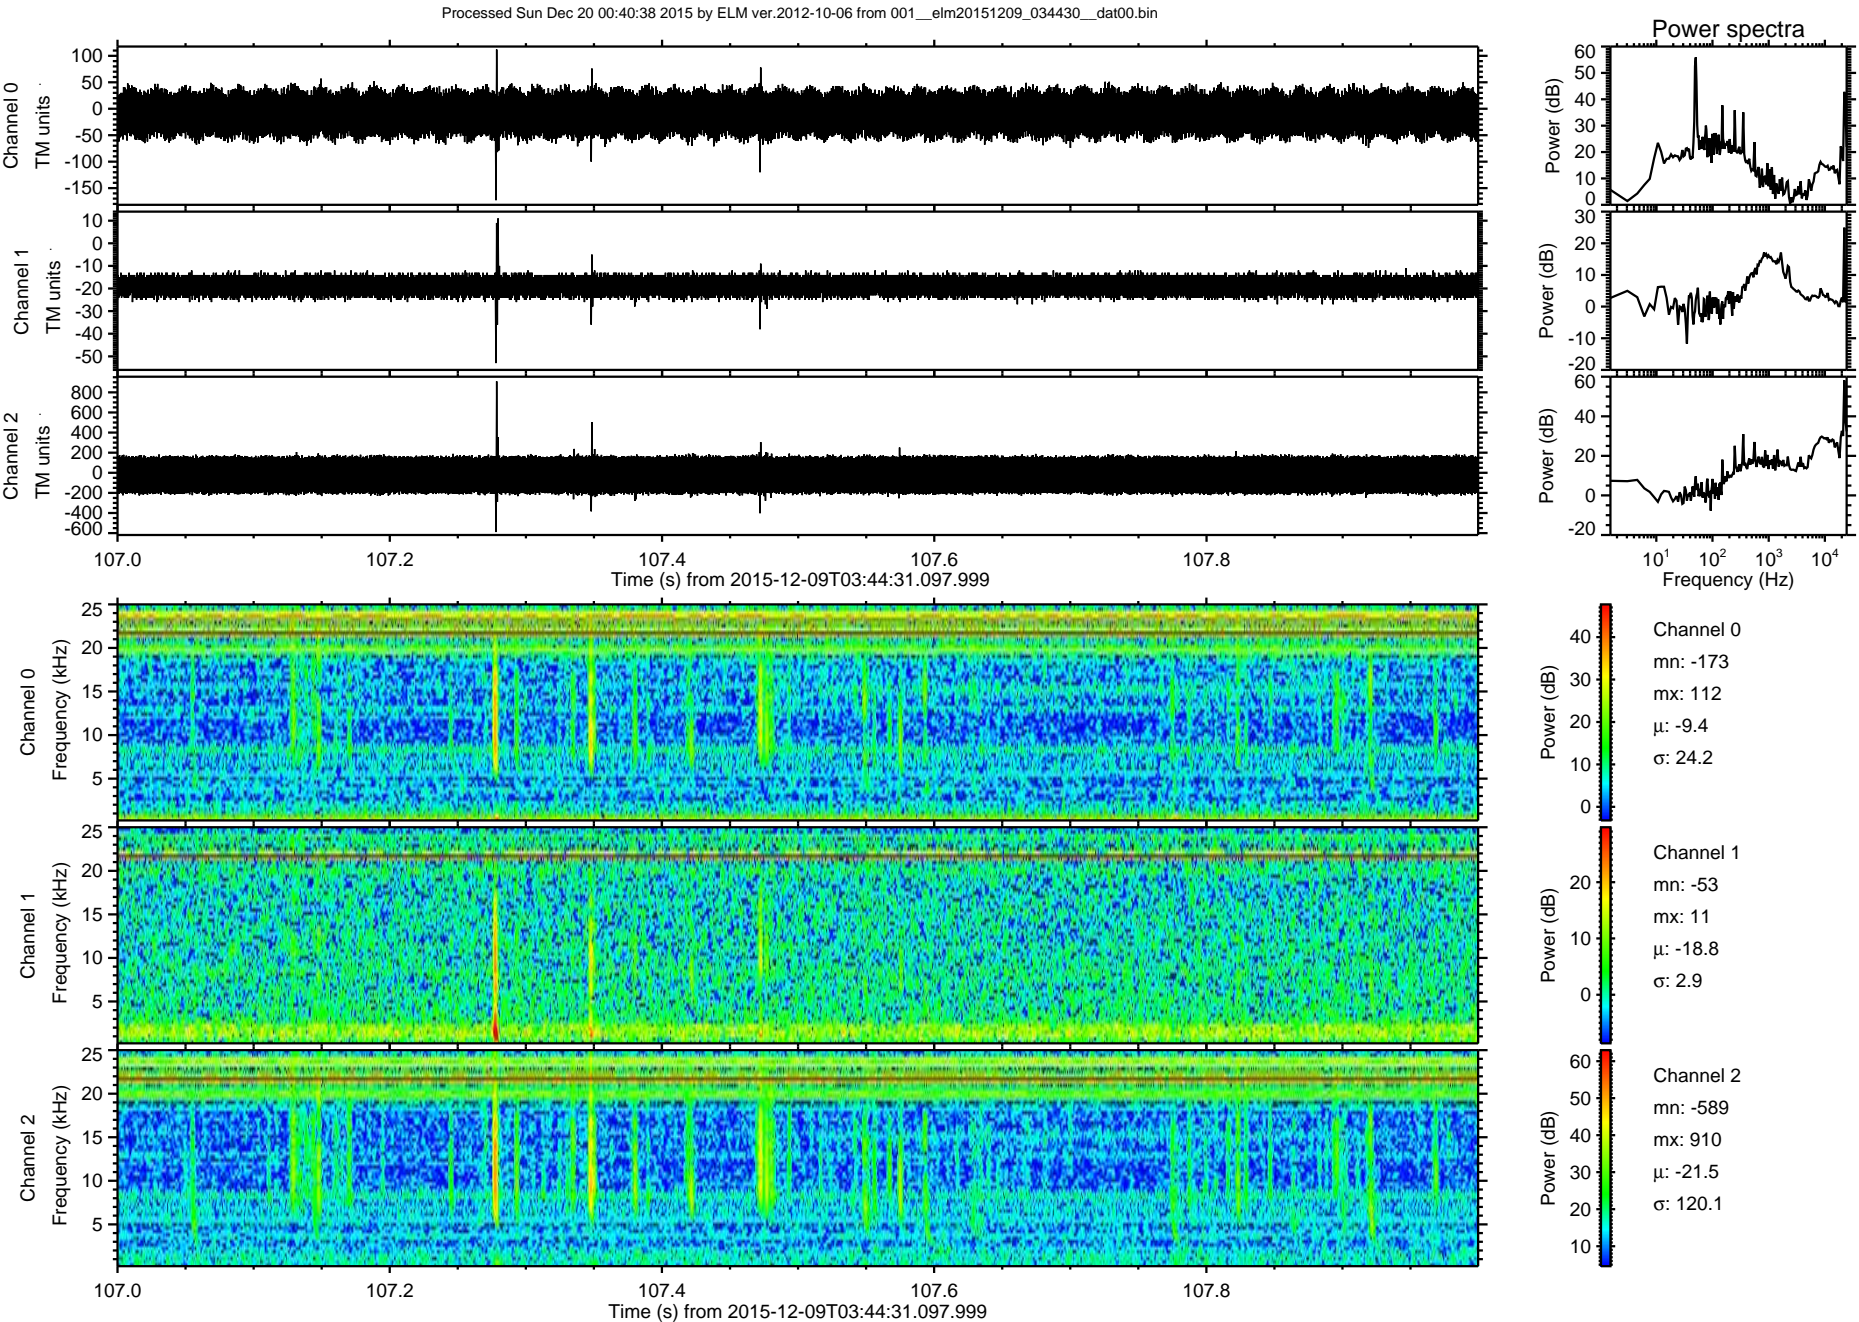 Processed Sun Dec 20 00:40:38 2015 by ELM ver.2012-10-06 from 001__elm20151209_034430__dat00.bin
Power spectra
Channel 0
TM units
100
50
0
-50
-100
-150
Power (dB)
60
50
40
30
20
10
0
Channel 1
TM units
10
0
-10
-20
-30
-40
-50
Power (dB)
30
20
10
0
-10
-20
Channel 2
TM units
800
600
400
200
0
-200
-400
-600
Power (dB)
60
40
20
0
-20
107.0 107.2 107.4 107.6 107.8
Time (s) from 2015-12-09T03:44:31.097.999
10¹ 10² 10³ 10⁴
Frequency (Hz)
Channel 0
Frequency (kHz)
25
20
15
10
5
Power (dB)
40
30
20
10
0
Channel 0
mn: -173
mx: 112
μ: -9.4
σ: 24.2
Channel 1
Frequency (kHz)
25
20
15
10
5
Power (dB)
20
10
0
Channel 1
mn: -53
mx: 11
μ: -18.8
σ: 2.9
Channel 2
Frequency (kHz)
25
20
15
10
5
Power (dB)
60
50
40
30
20
10
Channel 2
mn: -589
mx: 910
μ: -21.5
σ: 120.1
107.0 107.2 107.4 107.6 107.8
Time (s) from 2015-12-09T03:44:31.097.999